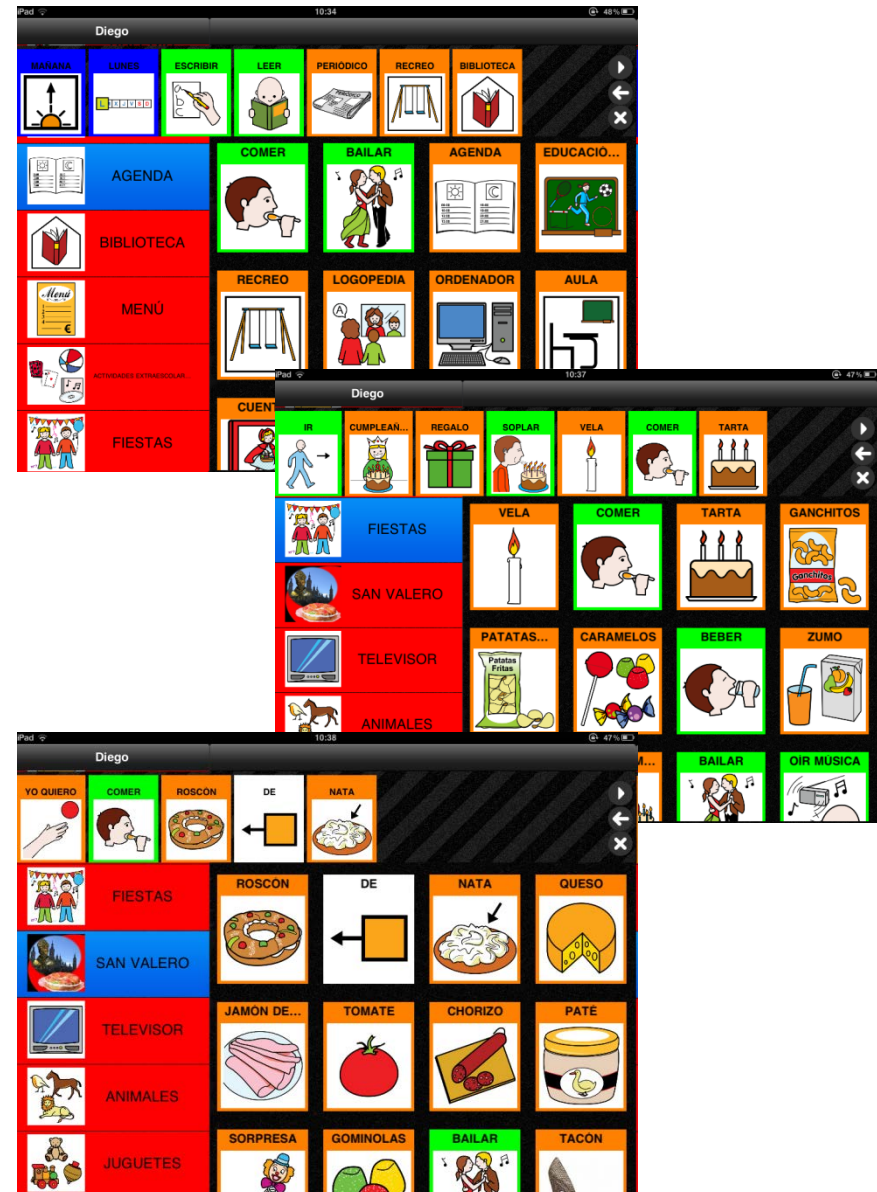 iPad 10:34 48%
Diego
MAÑANA LUNES ESCRIBIR LEER PERIÓDICO RECREO BIBLIOTECA
PERIÓDICO
COMER BAILAR AGENDA EDUCACIÓ...
AGENDA
BIBLIOTECA
RECREO LOGOPEDIA ORDENADOR AULA
A
Menú
€
MENÚ
ACTIVIDADES EXTRAESCOLAR...
CUENT
FIESTAS
iPad 10:37 47%
Diego
IR CUMPLEAÑ... REGALO SOPLAR VELA COMER TARTA
VELA COMER TARTA GANCHITOS
Ganchitos
FIESTAS
SAN VALERO
PATATAS... CARAMELOS BEBER ZUMO
Patatas
Fritas
TELEVISOR
ANIMALES
M... BAILAR OÍR MÚSICA
iPad 10:38 47%
Diego
YO QUIERO COMER ROSCÓN DE NATA
ROSCÓN DE NATA QUESO
FIESTAS
SAN VALERO
JAMÓN DE... TOMATE CHORIZO PATÉ
TELEVISOR
ANIMALES
SORPRESA GOMINOLAS BAILAR TACÓN
JUGUETES